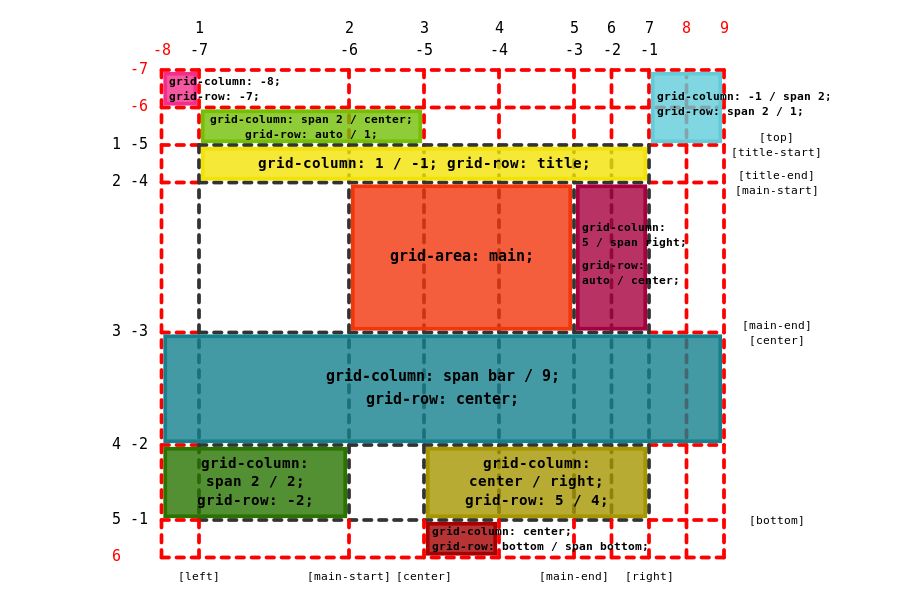 1 2 3 4 5 6 7 8 9
-8 -7 -6 -5 -4 -3 -2 -1
-7
grid-column: -8;
grid-row: -7;
grid-column: -1 / span 2;
grid-row: span 2 / 1;
-6
grid-column: span 2 / center;
grid-row: auto / 1;
[top]
1 -5
[title-start]
grid-column: 1 / -1; grid-row: title;
[title-end]
2 -4
[main-start]
grid-area: main;
grid-column:
5 / span right;
grid-row:
auto / center;
[main-end]
3 -3
[center]
grid-column: span bar / 9;
grid-row: center;
4 -2
grid-column:
span 2 / 2;
grid-row: -2;
grid-column:
center / right;
grid-row: 5 / 4;
5 -1
[bottom]
grid-column: center;
grid-row: bottom / span bottom;
6
[left] [main-start] [center] [main-end] [right]